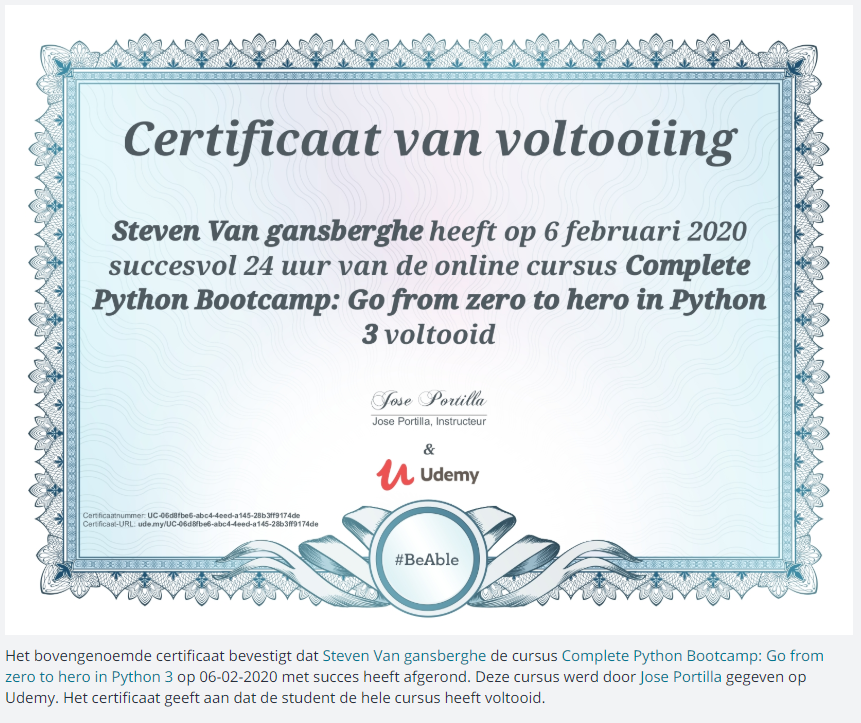 Certificaat van voltooiing
Steven Van gansberghe heeft op 6 februari 2020
succesvol 24 uur van de online cursus Complete
Python Bootcamp: Go from zero to hero in Python
3 voltooid
Jose Portilla
Jose Portilla, Instructeur
&
Udemy
Certificaatnummer: UC-06d8fbe6-abc4-4eed-a145-28b3ff9174de
Certificaat-URL: ude.my/UC-06d8fbe6-abc4-4eed-a145-28b3ff9174de
#BeAble
Het bovengenoemde certificaat bevestigt dat Steven Van gansberghe de cursus Complete Python Bootcamp: Go from
zero to hero in Python 3 op 06-02-2020 met succes heeft afgerond. Deze cursus werd door Jose Portilla gegeven op
Udemy. Het certificaat geeft aan dat de student de hele cursus heeft voltooid.